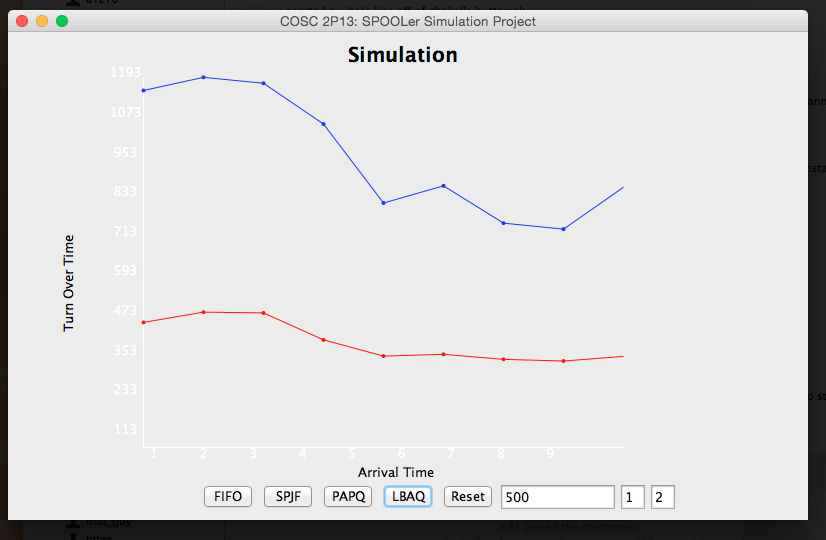 COSC 2P13: SPOOLer Simulation Project
Simulation
1193
1073
953
833
713
593
473
353
233
113
Turn Over Time
1 2 3 4 5 6 7 8 9
Arrival Time
FIFO SPJF PAPQ LBAQ Reset 500 1 2